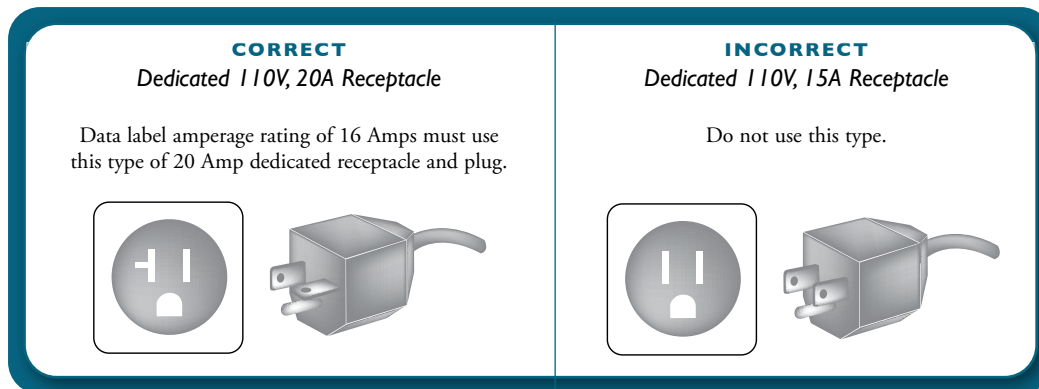 CORRECT
Dedicated 110V, 20A Receptacle
Data label amperage rating of 16 Amps must use
this type of 20 Amp dedicated receptacle and plug.
INCORRECT
Dedicated 110V, 15A Receptacle
Do not use this type.